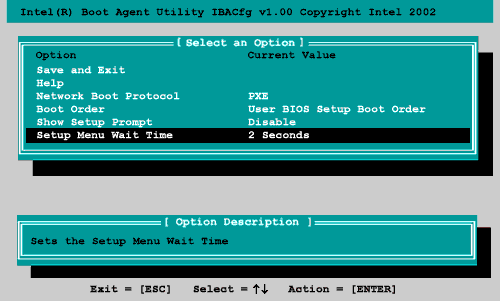 Intel(R) Boot Agent Utility IBACfg v1.00 Copyright Intel 2002
[ Select an Option ]
Option Current Value
Save and Exit
Help
Network Boot Protocol PXE
Boot Order User BIOS Setup Boot Order
Show Setup Prompt Disable
Setup Menu Wait Time 2 Seconds
[ Option Description ]
Sets the Setup Menu Wait Time
Exit = [ESC] Select = ↑↓ Action = [ENTER]